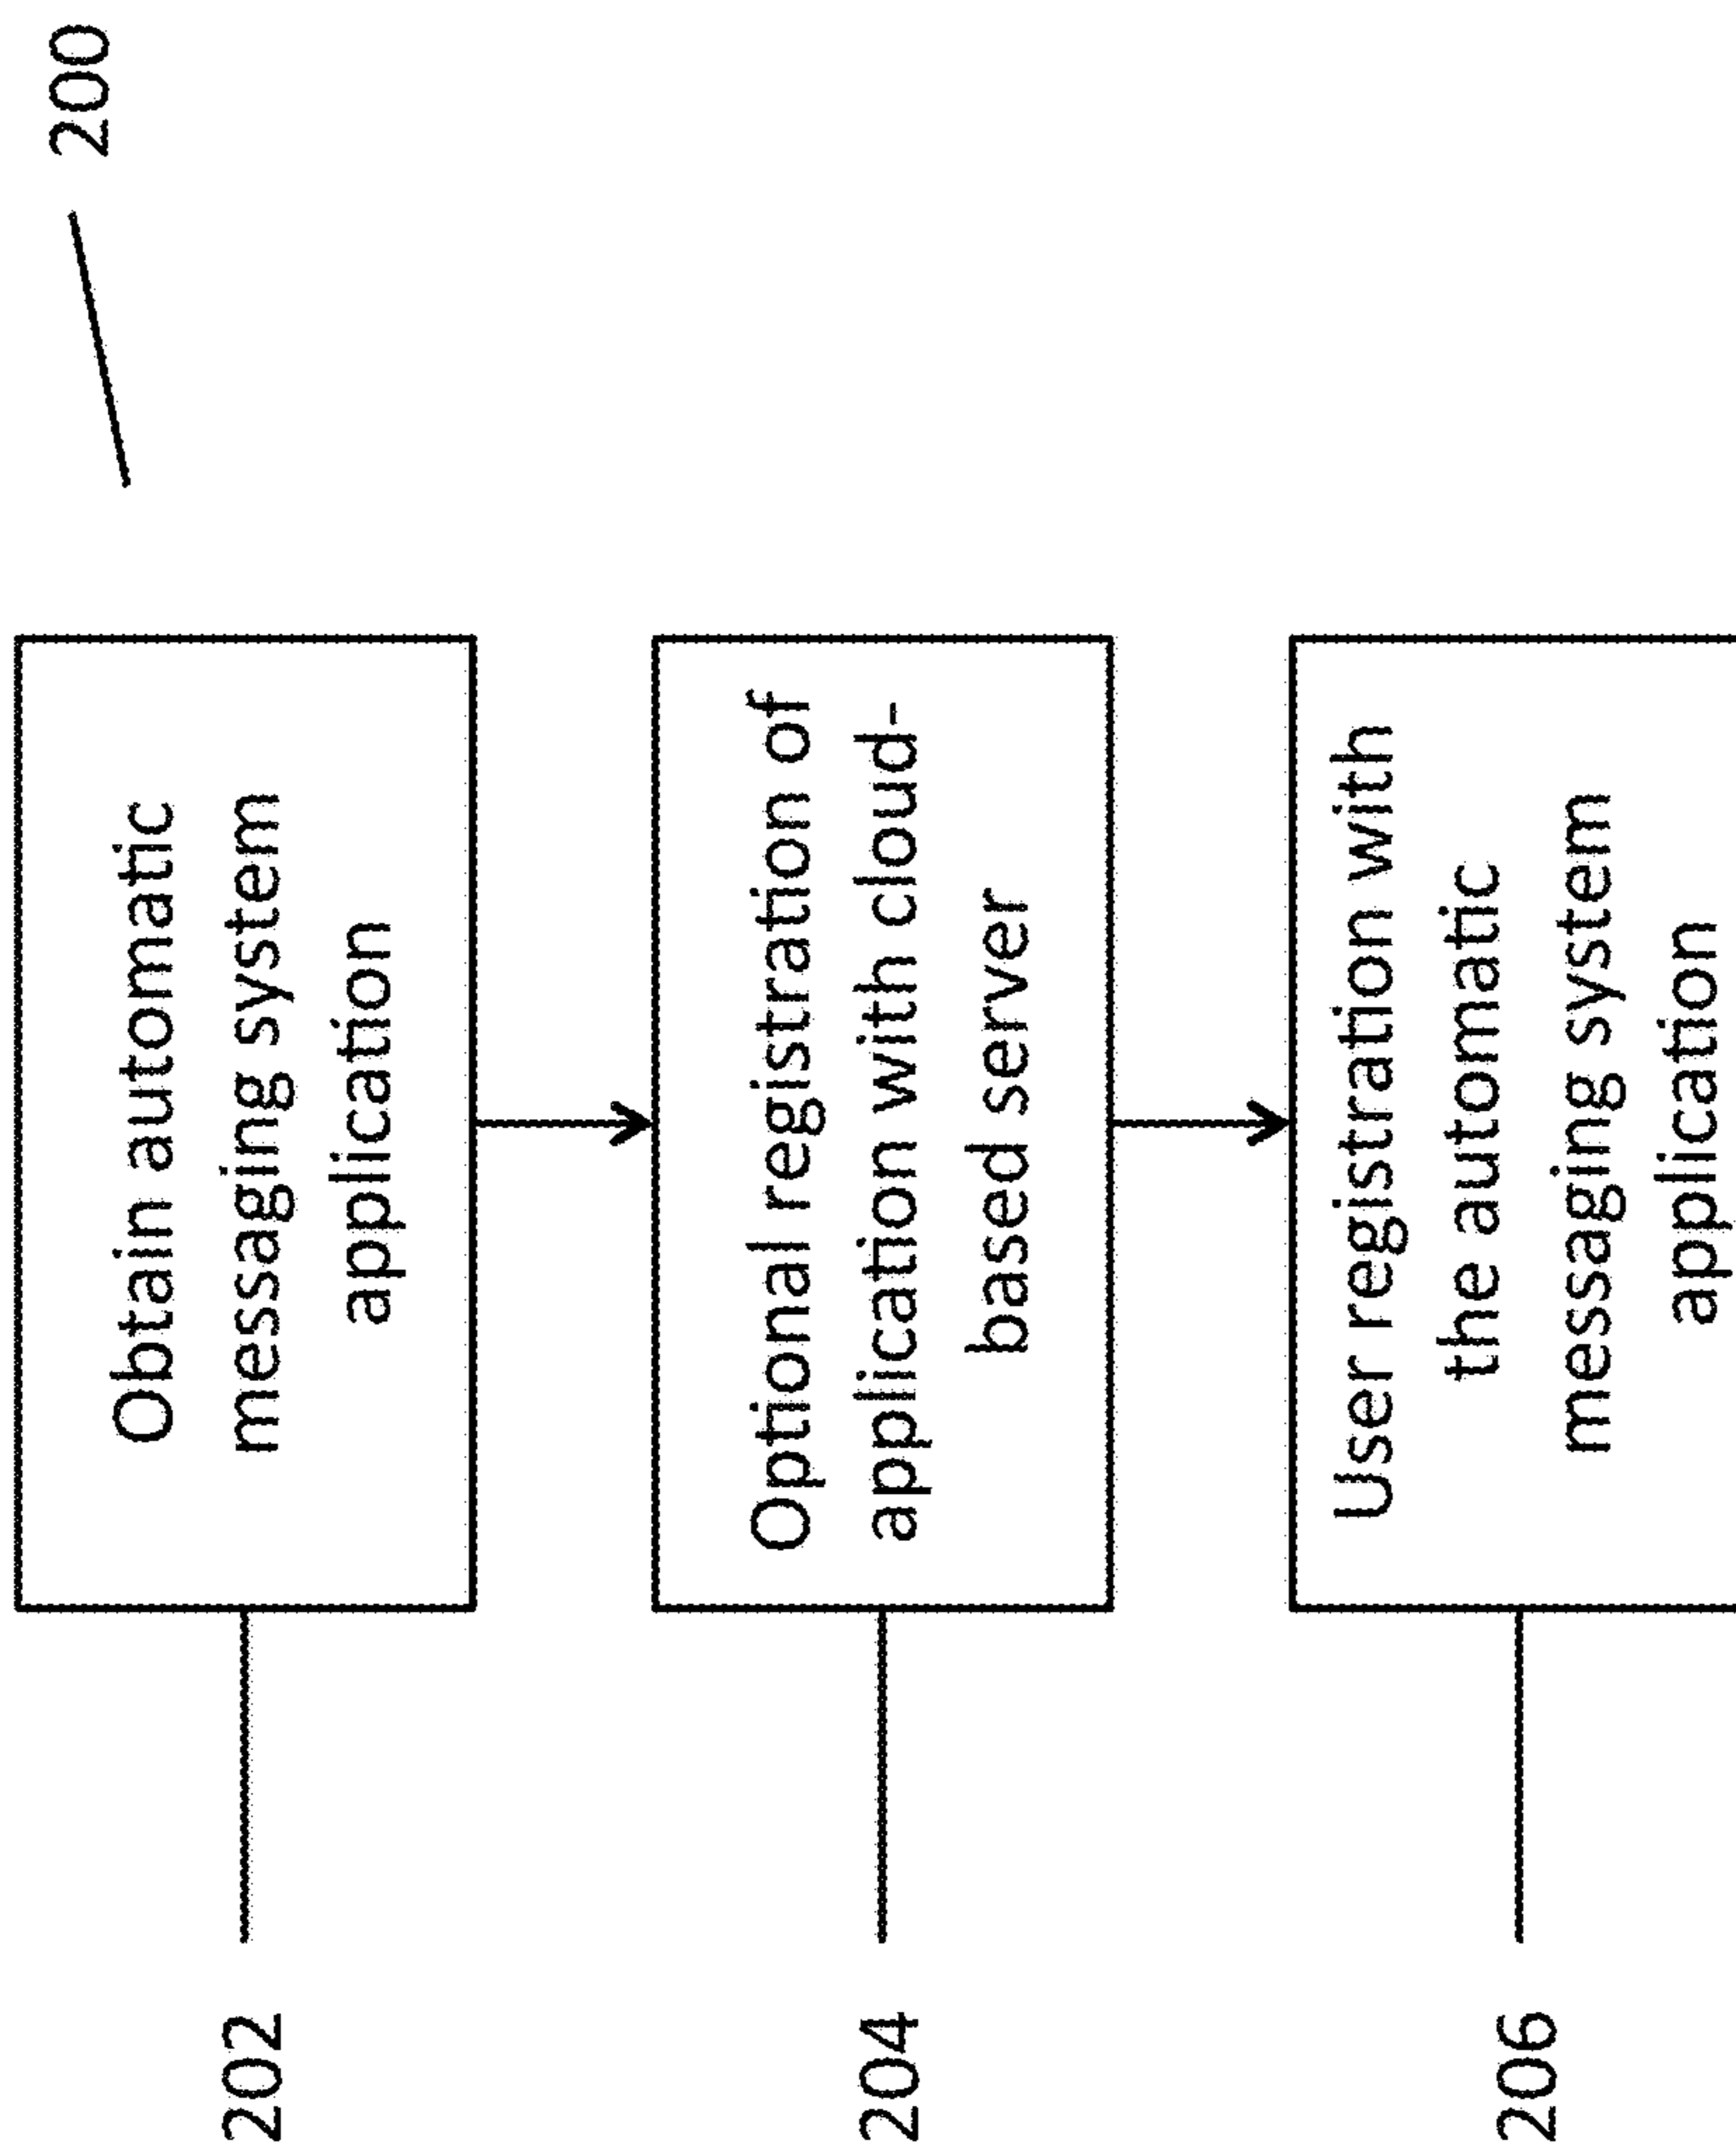 200
Obtain automatic
messaging system
application
202
Optional registration of
application with cloud-
based server
204
User registration with
the automatic
messaging system
application
206